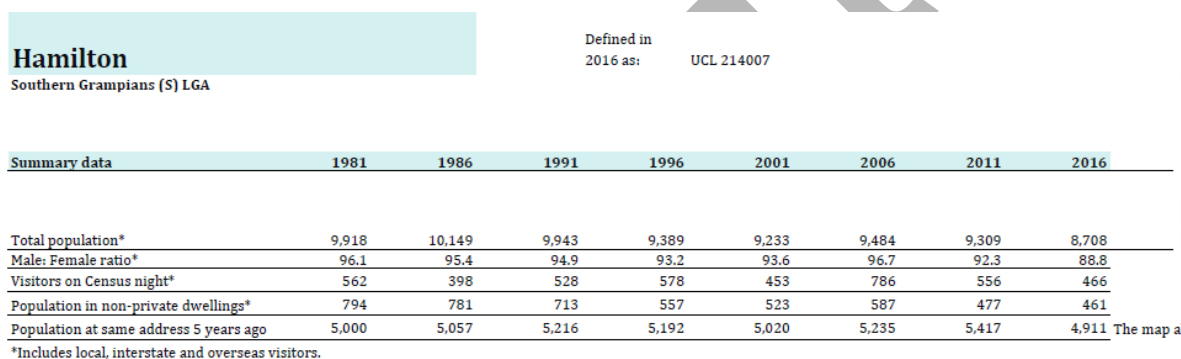 Defined in
Hamilton 2016 as: UCL 214007
Southern Grampians (S) LGA
Summary data 1981 1986 1991 1996 2001 2006 2011 2016
Total population* 9,918 10,149 9,943 9,389 9,233 9,484 9,309 8,708
Male: Female ratio* 96.1 95.4 94.9 93.2 93.6 96.7 92.3 88.8
Visitors on Census night* 562 398 528 578 453 786 556 466
Population in non-private dwellings* 794 781 713 557 523 587 477 461
Population at same address 5 years ago 5,000 5,057 5,216 5,192 5,020 5,235 5,417 4,911 The map a
*Includes local, interstate and overseas visitors.